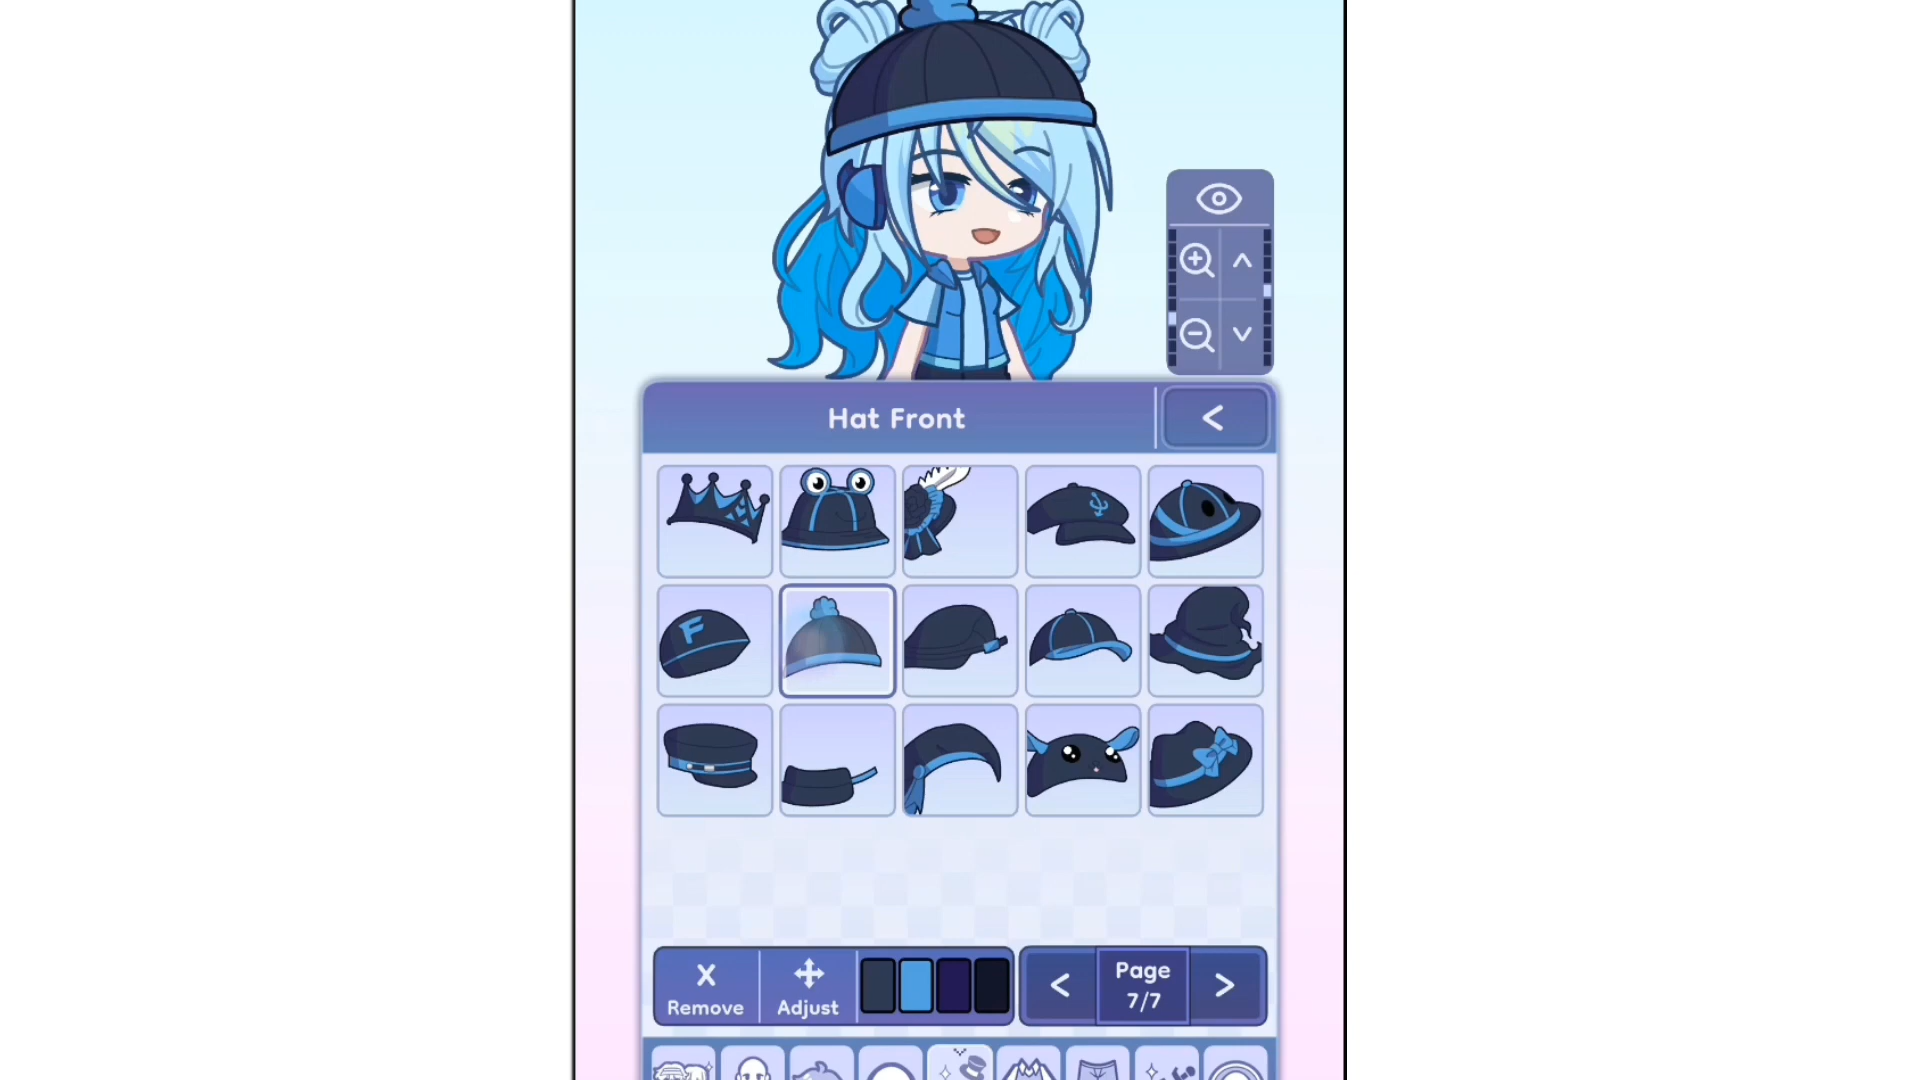 Hat Front
<
F
X
Remove
Adjust
<
Page
7/7
>